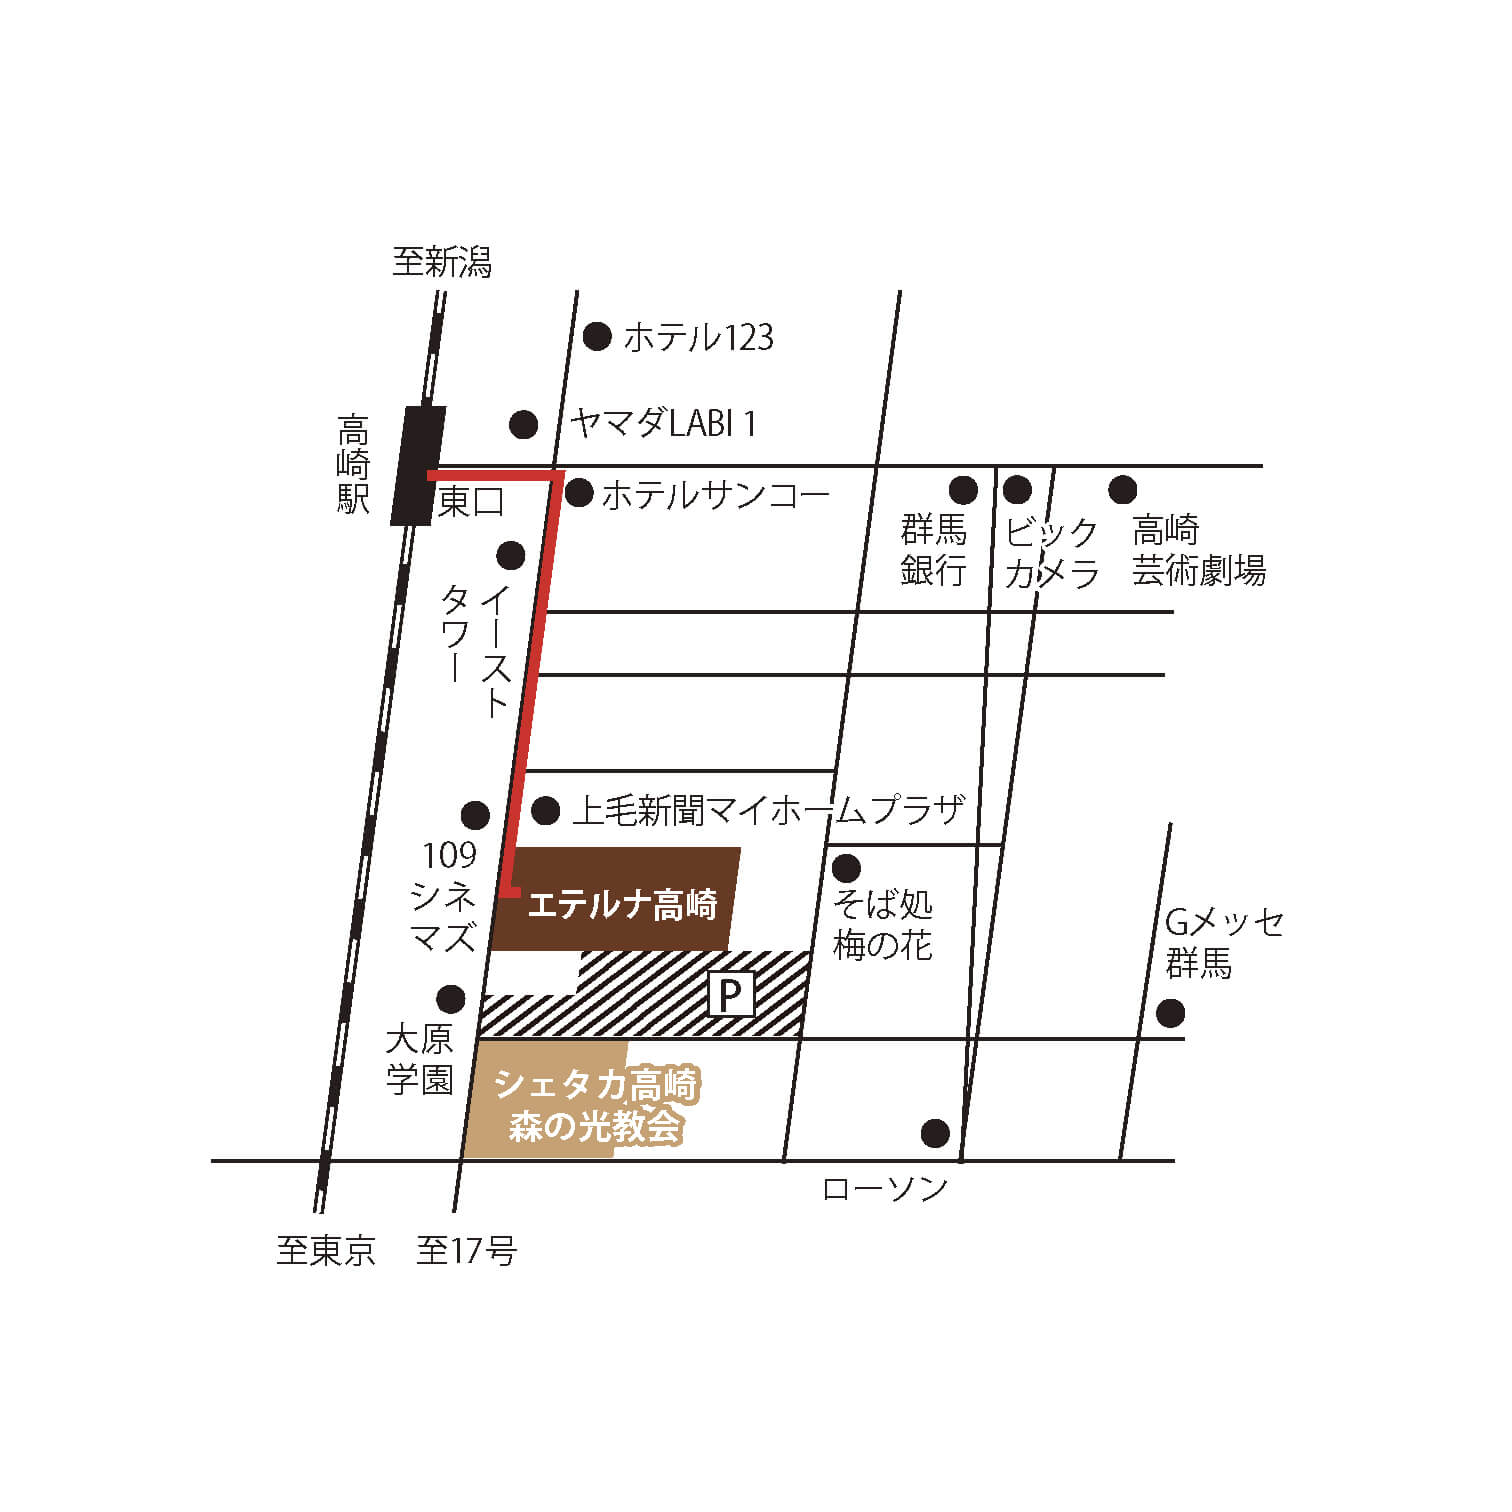 至新潟
ホテル123
ヤマダLABI 1
高崎駅
東口
ホテルサンコー
群馬
銀行
ビック
カメラ
高崎
芸術劇場
イースト
タワー
上毛新聞マイホームプラザ
109
シネ
マズ
エテルナ高崎
そば処
梅の花
Gメッセ
群馬
P
大原
学園
シェタカ高崎
森の光教会
ローソン
至東京
至17号